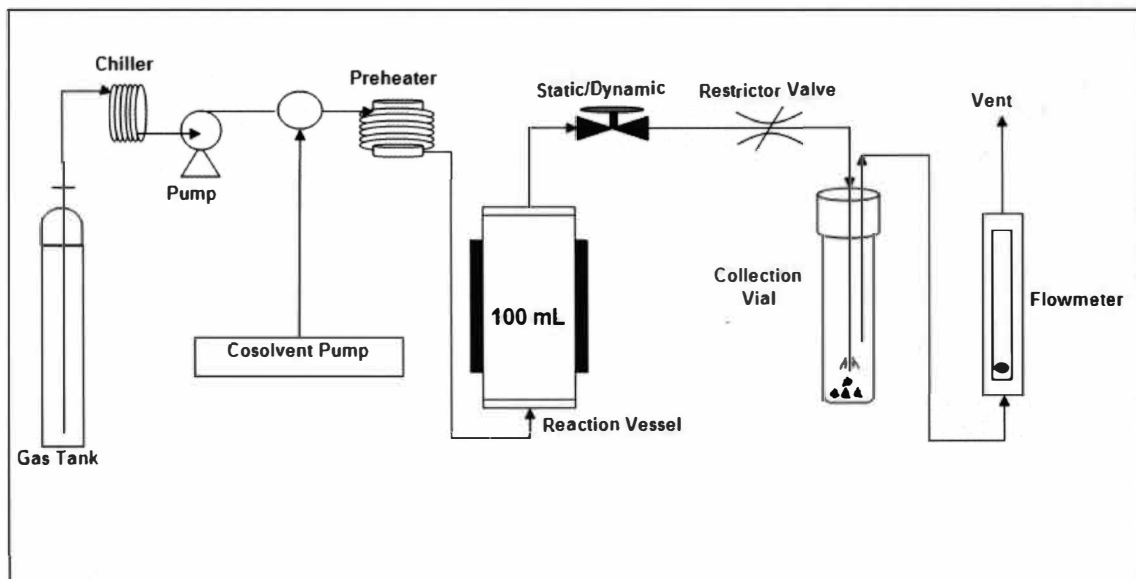 Chiller
Preheater
Static/Dynamic
Restrictor Valve
Vent
Pump
Collection
Vial
Flowmeter
100 mL
Cosolvent Pump
Reaction Vessel
Gas Tank